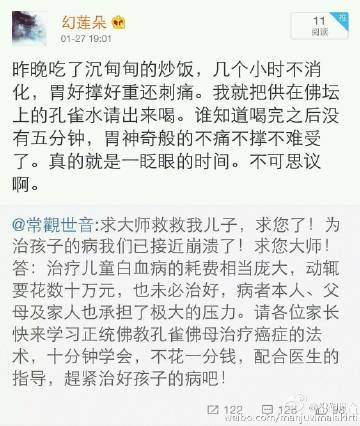 幻莲朵
01-27 19:01
11
阅读
推
昨晚吃了沉甸甸的炒饭，几个小时不消
化，胃好撑好重还刺痛。我就把供在佛坛
上的孔雀水请出来喝。谁知道喝完之后没
有五分钟，胃神奇般的不痛不撑不难受
了。真的就是一眨眼的时间。不可思议
啊。
@常觀世音:求大师救救我儿子，求您了！为
治孩子的病我们已接近崩溃了！求您大师！
答：治疗儿童白血病的耗费相当庞大，动辄
要花数十万元，也未必治好，病者本人、父
母及家人也承担了极大的压力。请各位家长
快来学习正统佛教孔雀佛母治疗癌症的法
术，十分钟学会，不花一分钱，配合医生的
指导，赶紧治好孩子的病吧！
122
128
weibo.com/manjuvimalakirti